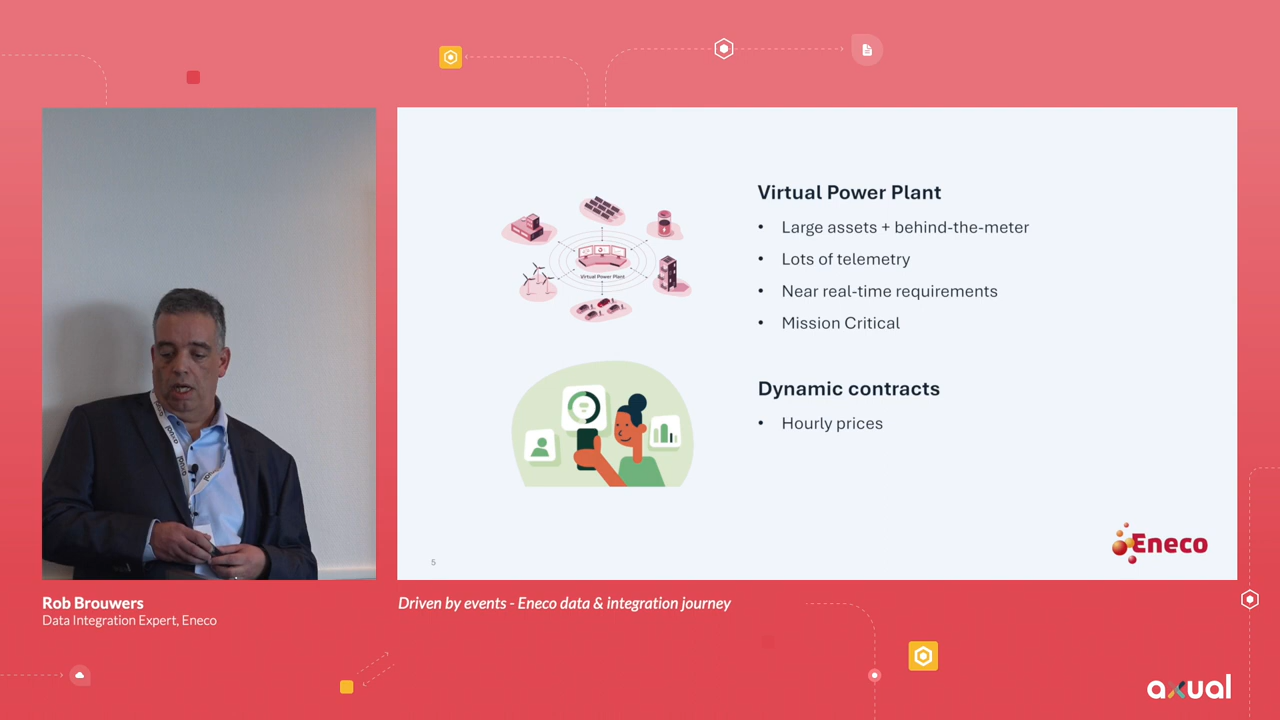 Virtual Power Plant
• Large assets + behind-the-meter
• Lots of telemetry
• Near real-time requirements
• Mission Critical
Virtual Power Plant
Dynamic contracts
• Hourly prices
5
Eneco
Rob Brouwers
Data Integration Expert, Eneco
Driven by events - Eneco data & integration journey
axual